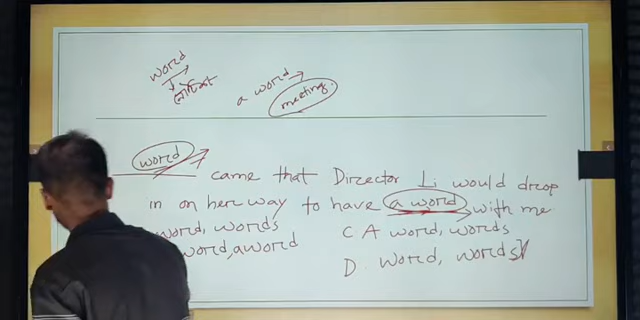 word
a word
meeting.
word
came that Director Li would drop
in on her way to have a word with me
word, words
word, a word
C A word, words
D. word, words